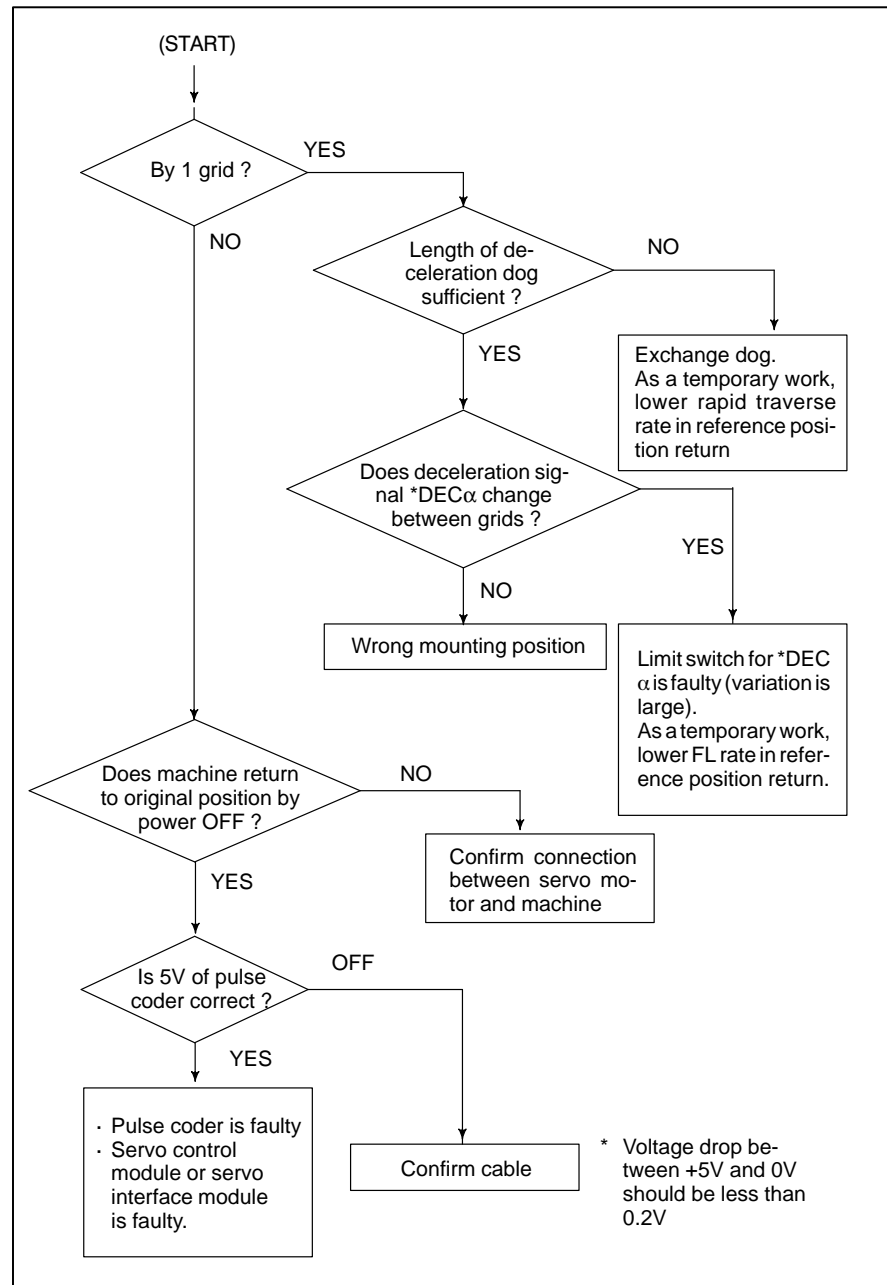 (START)
By 1 grid ?
YES
NO
Length of de-
celeration dog
sufficient ?
NO
YES
Exchange dog.
As a temporary work,
lower rapid traverse
rate in reference posi-
tion return
Does deceleration sig-
nal *DECα change
between grids ?
YES
NO
Wrong mounting position
Limit switch for *DEC
α is faulty (variation is
large).
As a temporary work,
lower FL rate in refer-
ence position return.
Does machine return
to original position by
power OFF ?
NO
YES
Confirm connection
between servo mo-
tor and machine
Is 5V of pulse
coder correct ?
OFF
YES
· Pulse coder is faulty
· Servo control
module or servo
interface module
is faulty.
Confirm cable
* Voltage drop be-
tween +5V and 0V
should be less than
0.2V